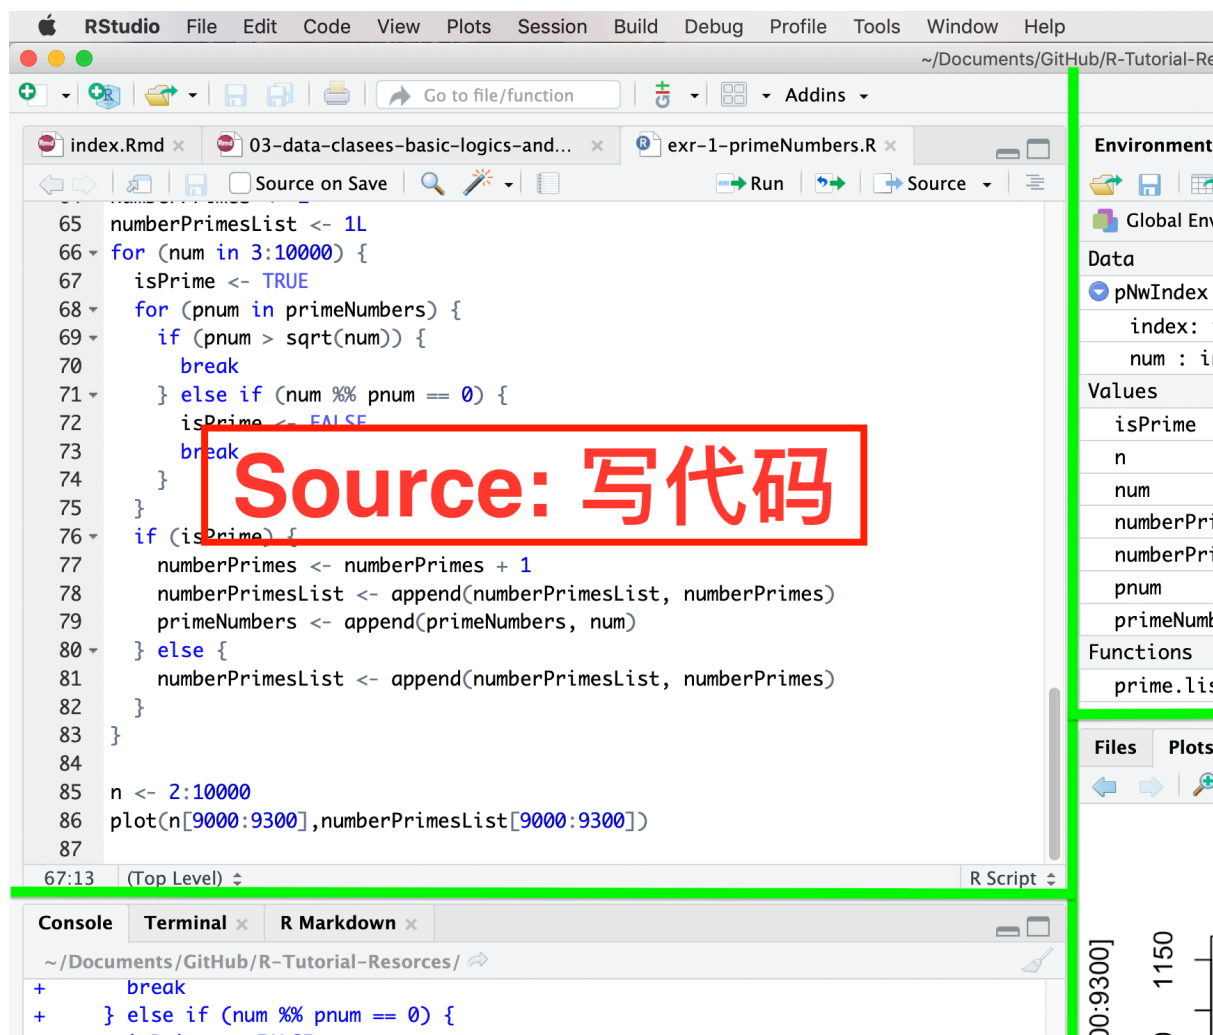 RStudio File Edit Code View Plots Session Build Debug Profile Tools Window Help
~/Documents/GitHub/R-Tutorial-Res
Go to file/function Addins
index.Rmd 03-data-clasees-basic-logics-and... exr-1-primeNumbers.R
Source on Save Run Source
65 numberPrimesList <- 1L
66 for (num in 3:10000) {
67 isPrime <- TRUE
68 for (pnum in primeNumbers) {
69 if (pnum > sqrt(num)) {
70 break
71 } else if (num %% pnum == 0) {
72 isPrime <- FALSE
73 break
74 }
75 }
76 if (isPrime) {
77 numberPrimes <- numberPrimes + 1
78 numberPrimesList <- append(numberPrimesList, numberPrimes)
79 primeNumbers <- append(primeNumbers, num)
80 } else {
81 numberPrimesList <- append(numberPrimesList, numberPrimes)
82 }
83 }
84
85 n <- 2:10000
86 plot(n[9000:9300],numberPrimesList[9000:9300])
87
Source: 写代码
67:13 (Top Level) R Script
Console Terminal R Markdown
~/Documents/GitHub/R-Tutorial-Resorces/
+ break
+ } else if (num %% pnum == 0) {
Environment
Global Env
Data
pNwIndex
index:
num : i
Values
isPrime
n
num
numberPri
numberPri
pnum
primeNumb
Functions
prime.lis
Files Plots
00:9300]
1150